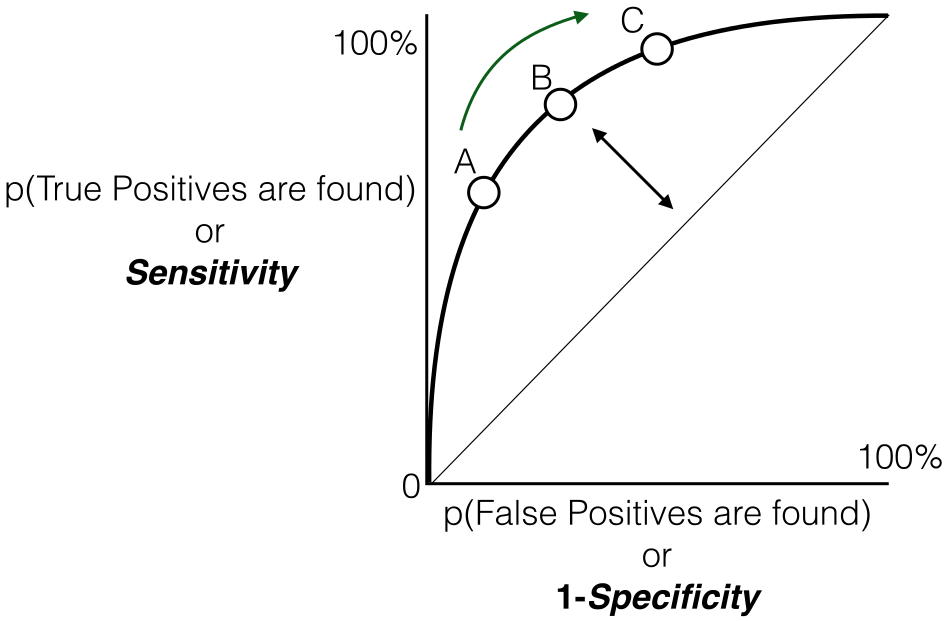 C
100%
B
A
p(True Positives are found)
or
Sensitivity
100%
0
p(False Positives are found)
or
1-Specificity